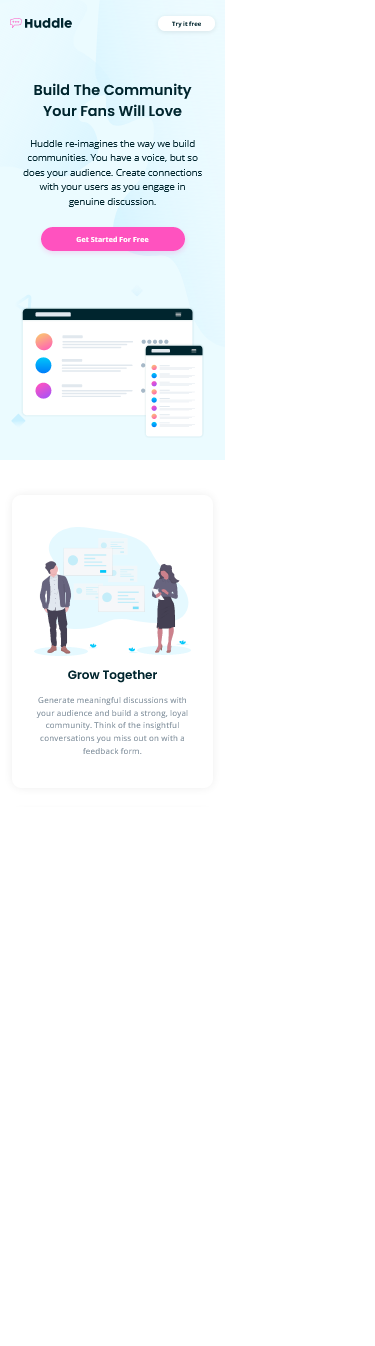 Huddle
Try it free
Build The Community
Your Fans Will Love
Huddle re-imagines the way we build
communities. You have a voice, but so
does your audience. Create connections
with your users as you engage in
genuine discussion.
Get Started For Free
Grow Together
Generate meaningful discussions with
your audience and build a strong, loyal
community. Think of the insightful
conversations you miss out on with a
feedback form.